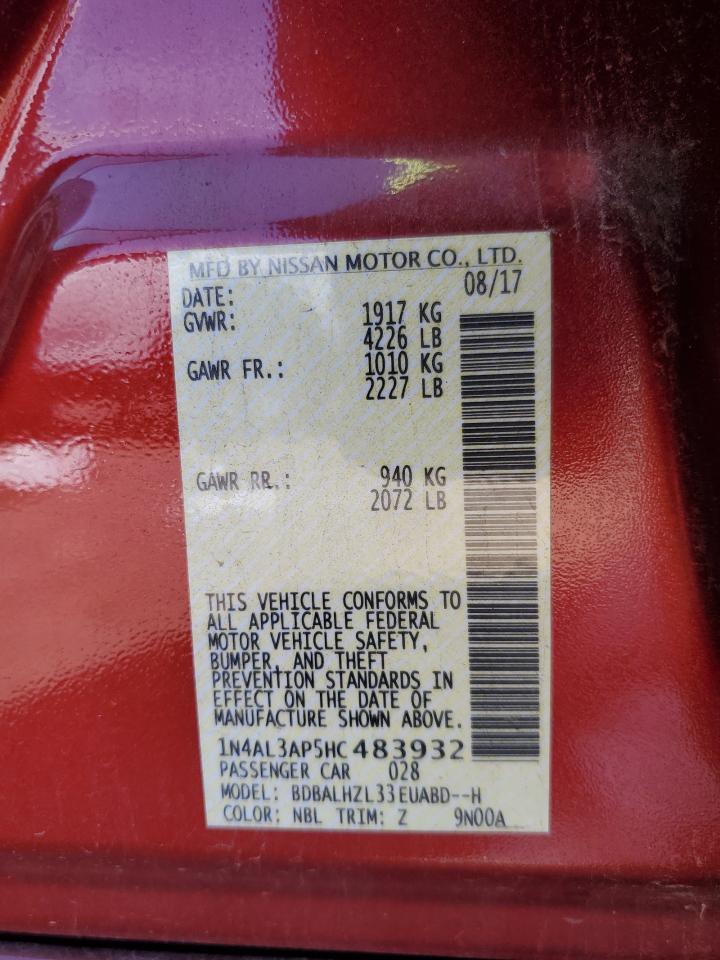 MFD BY NISSAN MOTOR CO., LTD.
DATE: 08/17
GVWR: 1917 KG
4226 LB
GAWR FR.: 1010 KG
2227 LB
GAWR RR.: 940 KG
2072 LB
THIS VEHICLE CONFORMS TO
ALL APPLICABLE FEDERAL
MOTOR VEHICLE SAFETY,
BUMPER, AND THEFT
PREVENTION STANDARDS IN
EFFECT ON THE DATE OF
MANUFACTURE SHOWN ABOVE.
1N4AL3AP5HC483932
PASSENGER CAR 028
MODEL: BDBALHZL33EUABD--H
COLOR: NBL TRIM: Z 9N00A